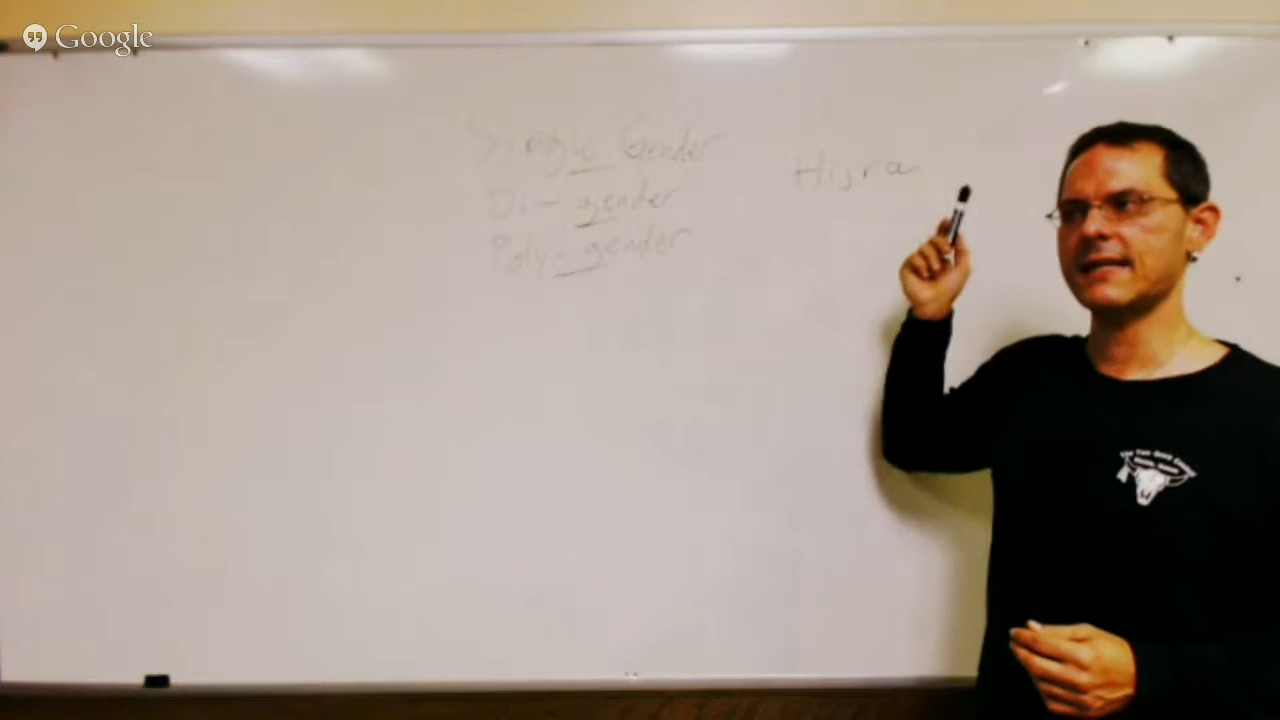 Google
Single Gender
Di- gender
Poly- gender
Hijra